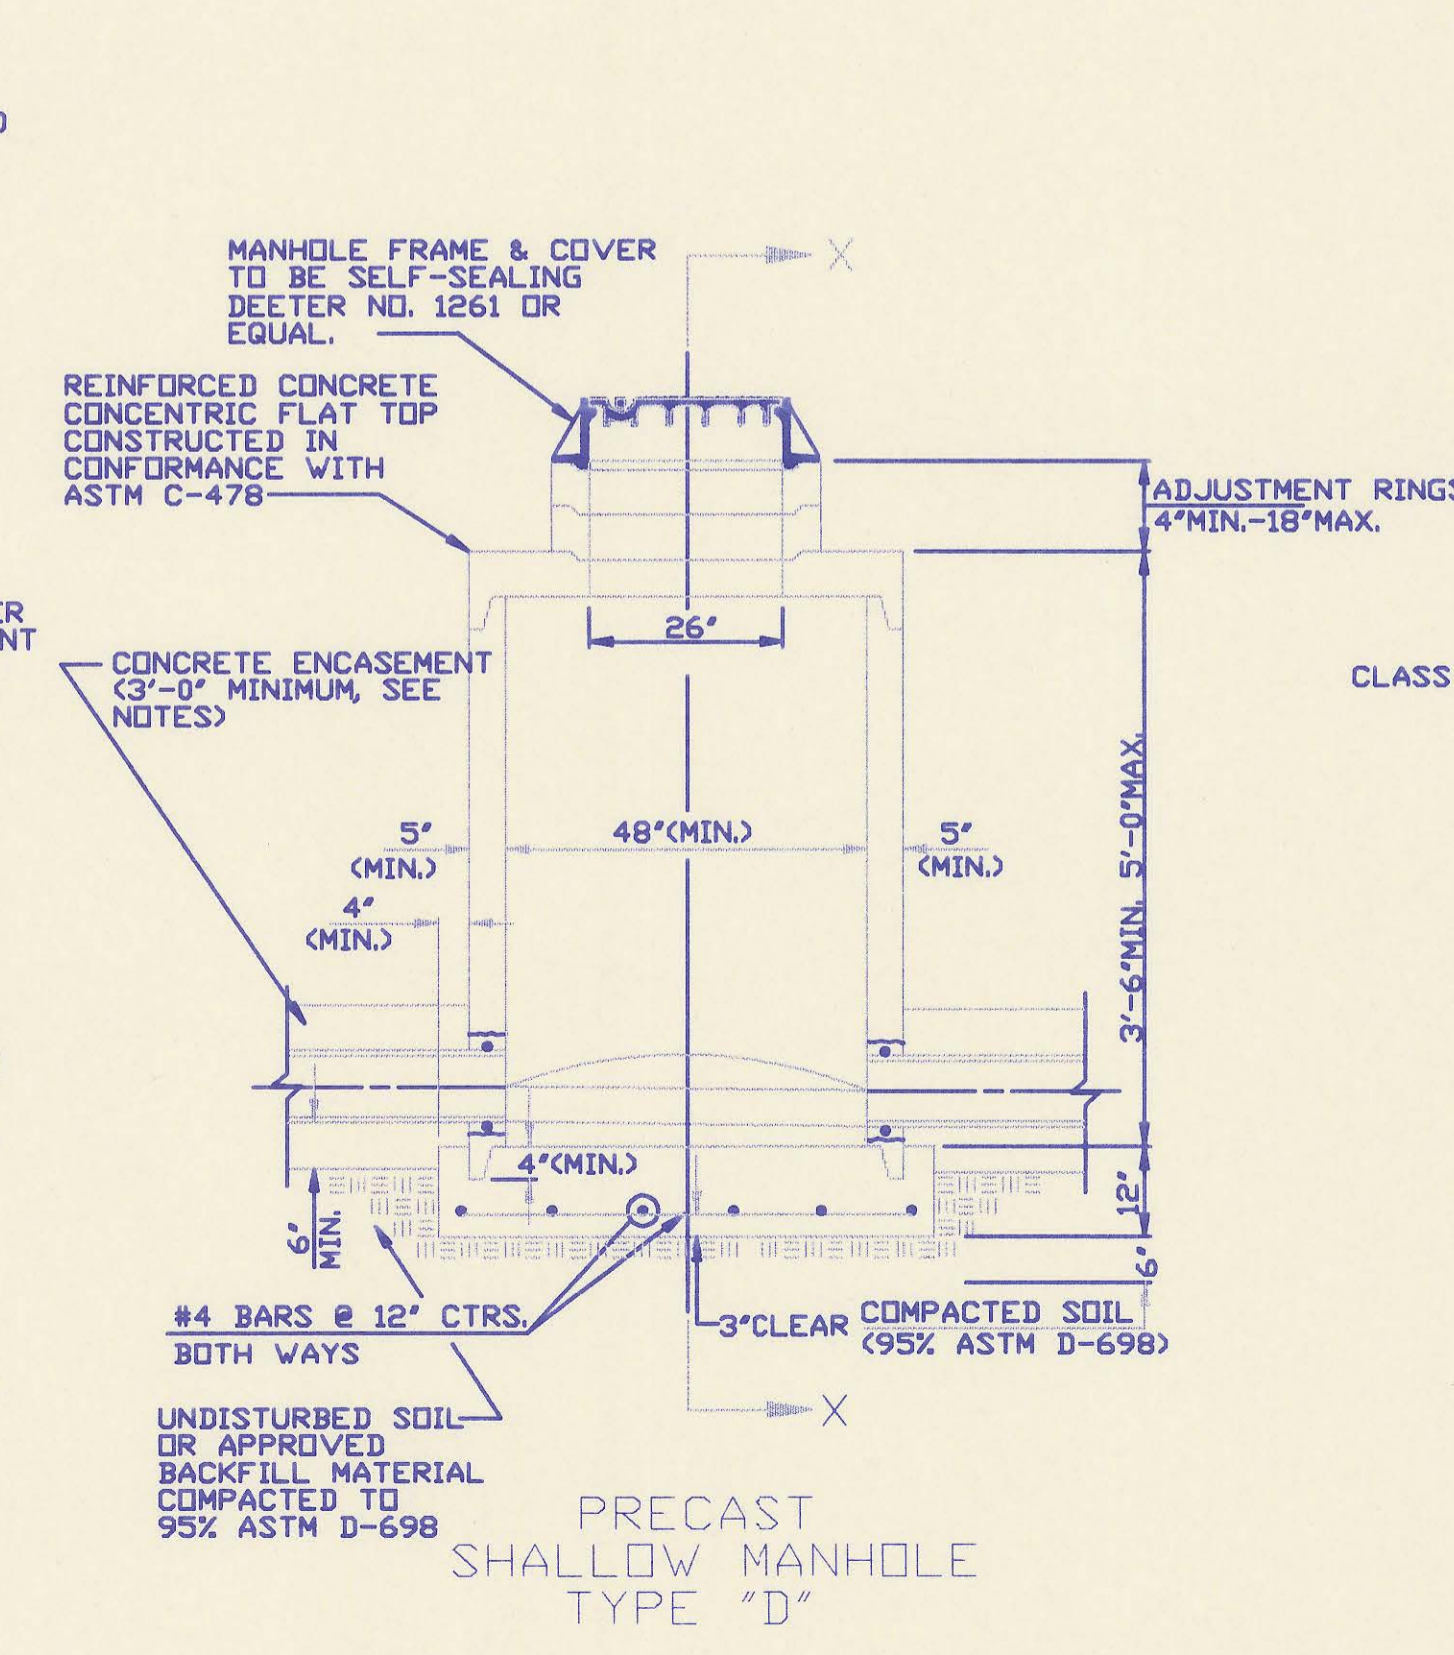 MANHOLE FRAME & COVER
TO BE SELF-SEALING
DEETER NO. 1261 OR
EQUAL.
X
REINFORCED CONCRETE
CONCENTRIC FLAT TOP
CONSTRUCTED IN
CONFORMANCE WITH
ASTM C-478
ADJUSTMENT RINGS
4"MIN.-18"MAX.
ER
NT
26"
CONCRETE ENCASEMENT
(3'-0" MINIMUM, SEE
NOTES)
CLASS
5"
(MIN.)
48"(MIN.)
5"
(MIN.)
4"
(MIN.)
3'-6"MIN. 5'-0"MAX.
4"(MIN.)
6"
MIN.
12"
6"
#4 BARS @ 12" CTRS.
BOTH WAYS
3"CLEAR
COMPACTED SOIL
(95% ASTM D-698)
X
UNDISTURBED SOIL
OR APPROVED
BACKFILL MATERIAL
COMPACTED TO
95% ASTM D-698
PRECAST
SHALLOW MANHOLE
TYPE "D"